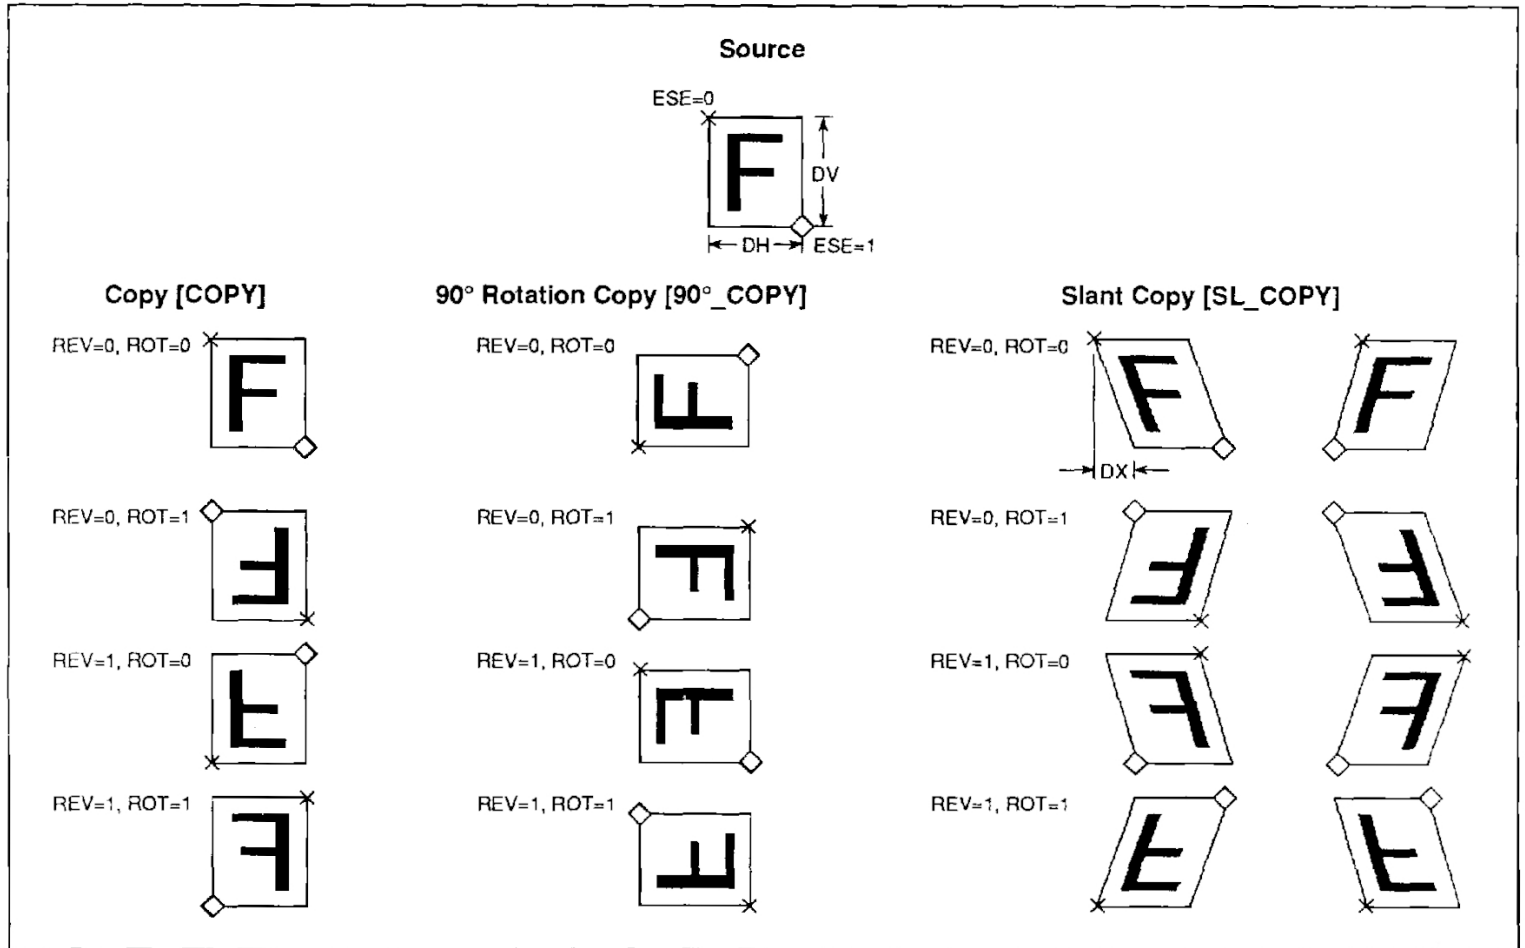 Source
ESE=0
F
DV
DH
ESE=1
Copy [COPY]
90° Rotation Copy [90°_COPY]
Slant Copy [SL_COPY]
REV=0, ROT=0
F
REV=0, ROT=0
F
REV=0, ROT=0
F
F
DX
REV=0, ROT=1
F
REV=0, ROT=1
F
REV=0, ROT=1
F
F
REV=1, ROT=0
F
REV=1, ROT=0
F
REV=1, ROT=0
F
F
REV=1, ROT=1
F
REV=1, ROT=1
F
REV=1, ROT=1
F
F